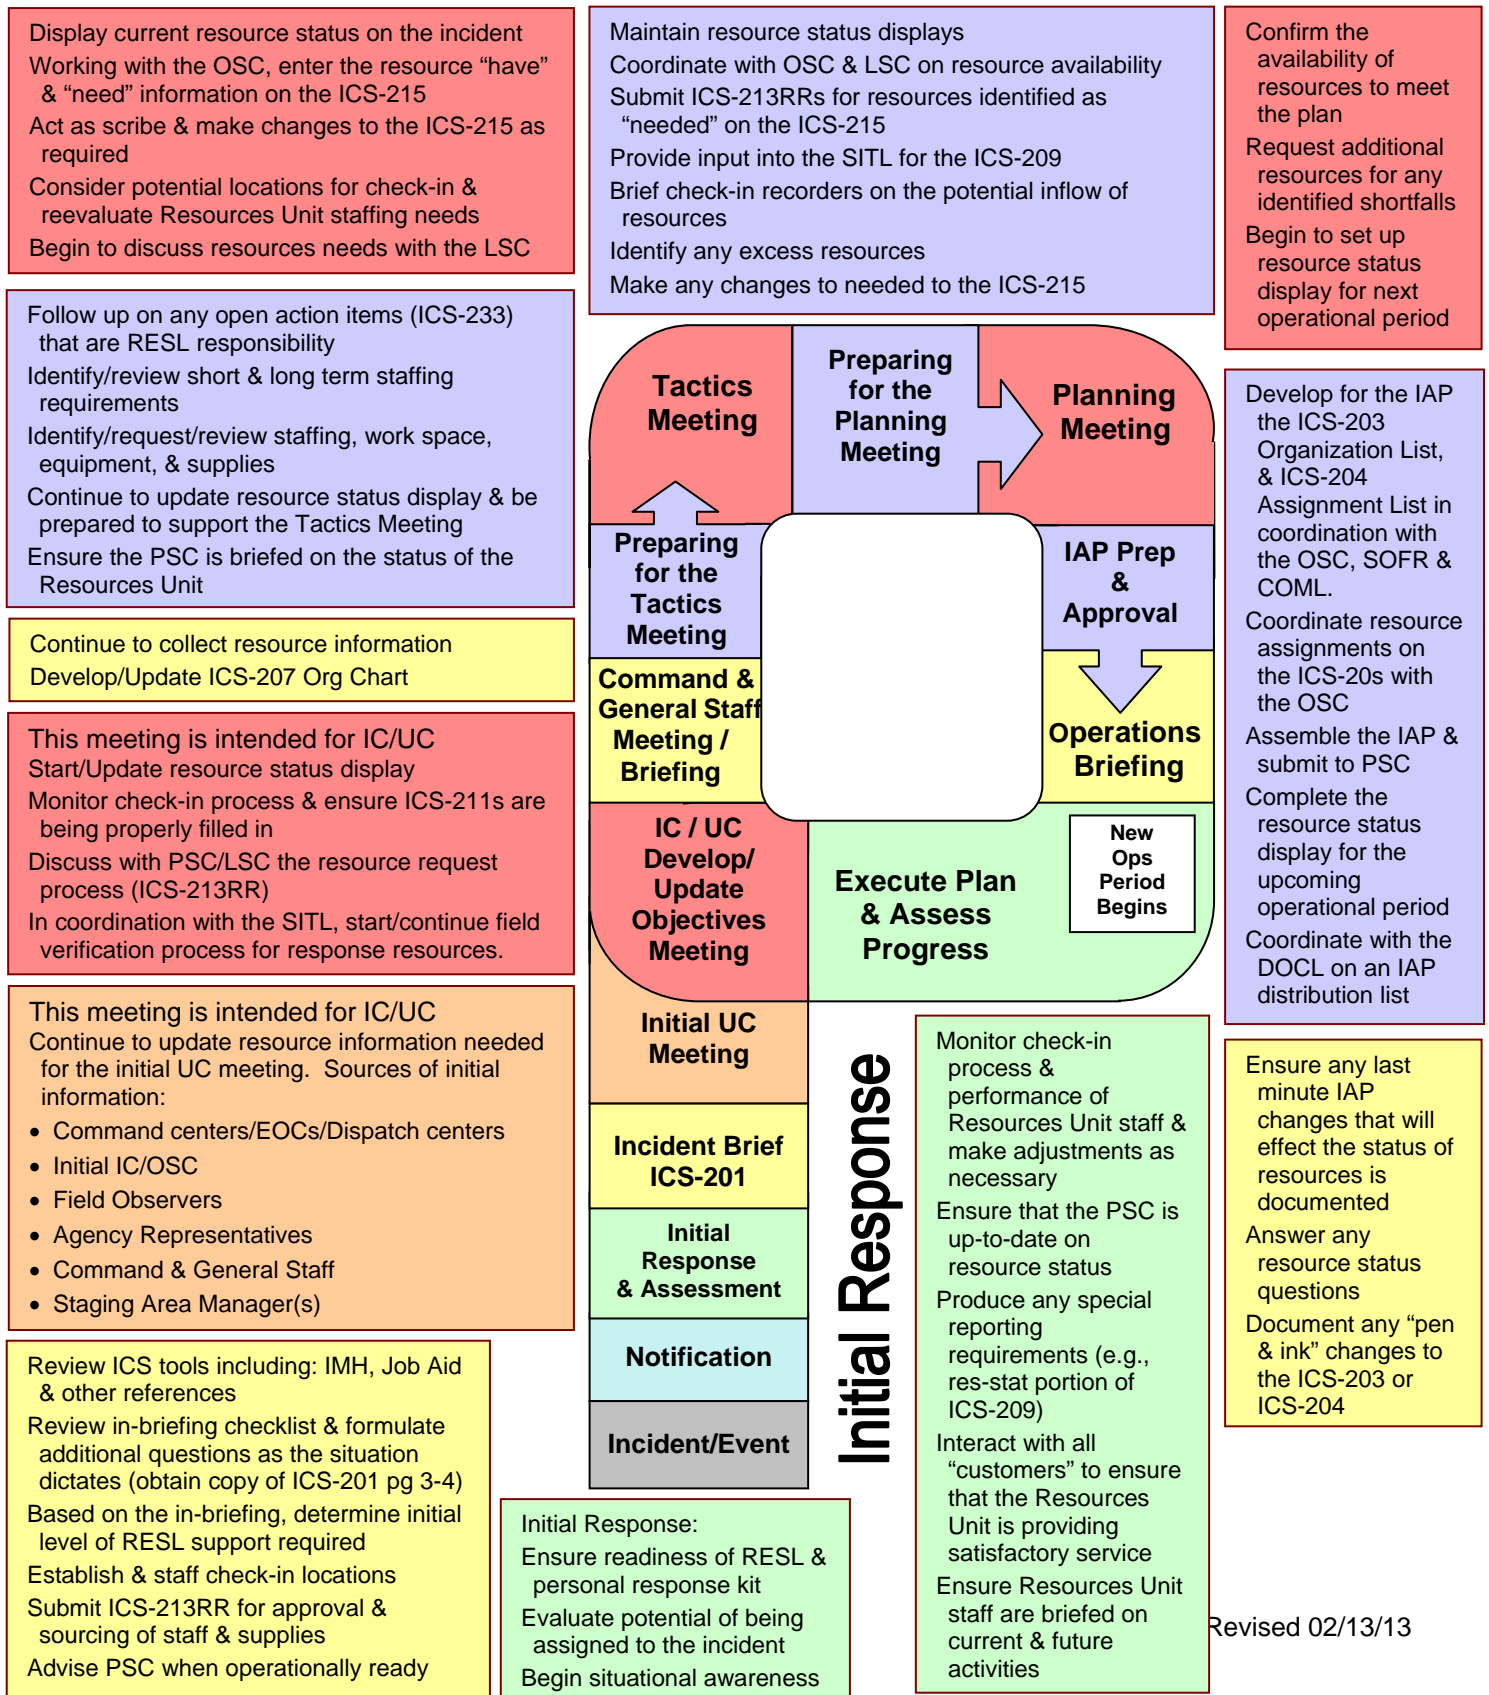 Display current resource status on the incident
Working with the OSC, enter the resource “have”
& “need” information on the ICS-215
Act as scribe & make changes to the ICS-215 as
required
Consider potential locations for check-in &
reevaluate Resources Unit staffing needs
Begin to discuss resources needs with the LSC
Maintain resource status displays
Coordinate with OSC & LSC on resource availability
Submit ICS-213RRs for resources identified as
“needed” on the ICS-215
Provide input into the SITL for the ICS-209
Brief check-in recorders on the potential inflow of
resources
Identify any excess resources
Make any changes to needed to the ICS-215
Confirm the
availability of
resources to meet
the plan
Request additional
resources for any
identified shortfalls
Begin to set up
resource status
display for next
operational period
Follow up on any open action items (ICS-233)
that are RESL responsibility
Identify/review short & long term staffing
requirements
Identify/request/review staffing, work space,
equipment, & supplies
Continue to update resource status display & be
prepared to support the Tactics Meeting
Ensure the PSC is briefed on the status of the
Resources Unit
Continue to collect resource information
Develop/Update ICS-207 Org Chart
This meeting is intended for IC/UC
Start/Update resource status display
Monitor check-in process & ensure ICS-211s are
being properly filled in
Discuss with PSC/LSC the resource request
process (ICS-213RR)
In coordination with the SITL, start/continue field
verification process for response resources.
This meeting is intended for IC/UC
Continue to update resource information needed
for the initial UC meeting.  Sources of initial
information:
• Command centers/EOCs/Dispatch centers
• Initial IC/OSC
• Field Observers
• Agency Representatives
• Command & General Staff
• Staging Area Manager(s)
Review ICS tools including: IMH, Job Aid
& other references
Review in-briefing checklist & formulate
additional questions as the situation
dictates (obtain copy of ICS-201 pg 3-4)
Based on the in-briefing, determine initial
level of RESL support required
Establish & staff check-in locations
Submit ICS-213RR for approval &
sourcing of staff & supplies
Advise PSC when operationally ready
Tactics
Meeting
Preparing
for the
Planning
Meeting
Planning
Meeting
Preparing
for the
Tactics
Meeting
IAP Prep
&
Approval
Command &
General Staff
Meeting /
Briefing
Operations
Briefing
IC / UC
Develop/
Update
Objectives
Meeting
Execute Plan
& Assess
Progress
New
Ops
Period
Begins
Initial UC
Meeting
Incident Brief
ICS-201
Initial
Response
& Assessment
Notification
Incident/Event
Initial Response
Initial Response:
Ensure readiness of RESL &
personal response kit
Evaluate potential of being
assigned to the incident
Begin situational awareness
Monitor check-in
process &
performance of
Resources Unit staff &
make adjustments as
necessary
Ensure that the PSC is
up-to-date on
resource status
Produce any special
reporting
requirements (e.g.,
res-stat portion of
ICS-209)
Interact with all
“customers” to ensure
that the Resources
Unit is providing
satisfactory service
Ensure Resources Unit
staff are briefed on
current & future
activities
Develop for the IAP
the ICS-203
Organization List,
& ICS-204
Assignment List in
coordination with
the OSC, SOFR &
COML.
Coordinate resource
assignments on
the ICS-20s with
the OSC
Assemble the IAP &
submit to PSC
Complete the
resource status
display for the
upcoming
operational period
Coordinate with the
DOCL on an IAP
distribution list
Ensure any last
minute IAP
changes that will
effect the status of
resources is
documented
Answer any
resource status
questions
Document any “pen
& ink” changes to
the ICS-203 or
ICS-204
Revised 02/13/13